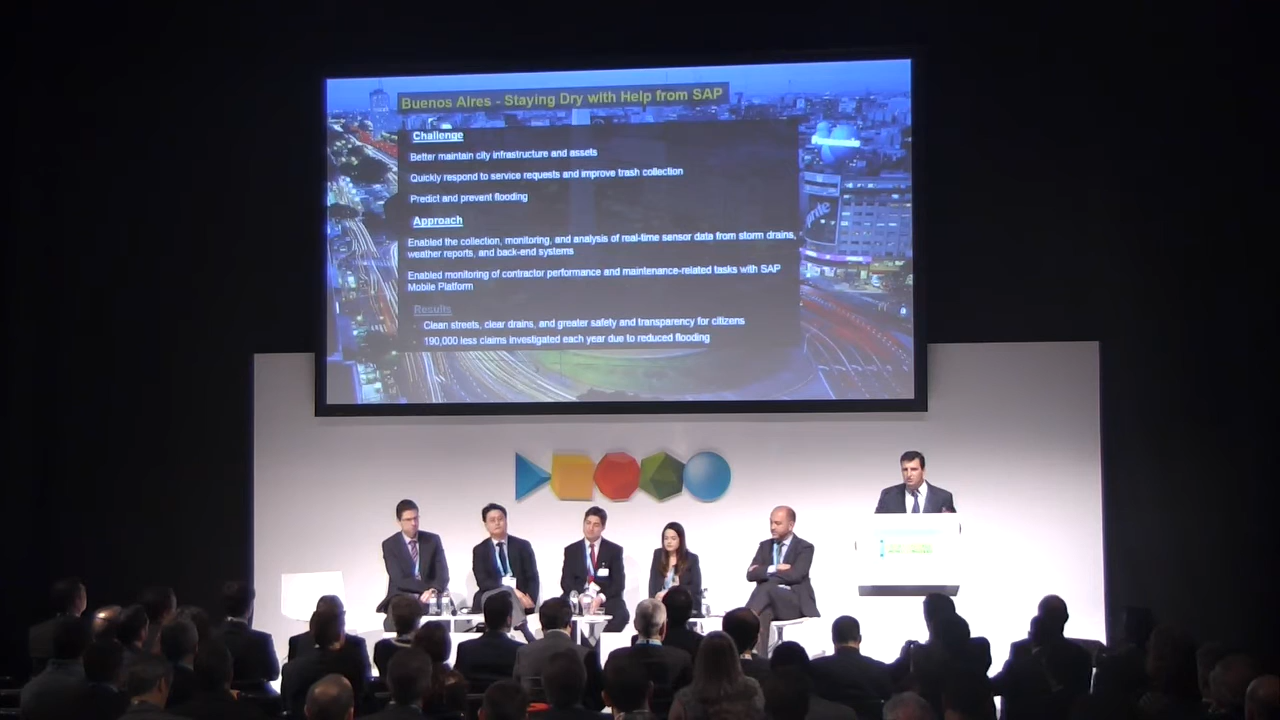 Buenos Aires - Staying Dry with Help from SAP
Challenge
Better maintain city infrastructure and assets
Quickly respond to service requests and improve trash collection
Predict and prevent flooding
Approach
Enabled the collection, monitoring, and analysis of real-time sensor data from storm drains,
weather reports, and back-end systems
Enabled monitoring of contractor performance and maintenance-related tasks with SAP
Mobile Platform
Results
Clean streets, clear drains, and greater safety and transparency for citizens
190,000 less claims investigated each year due to reduced flooding